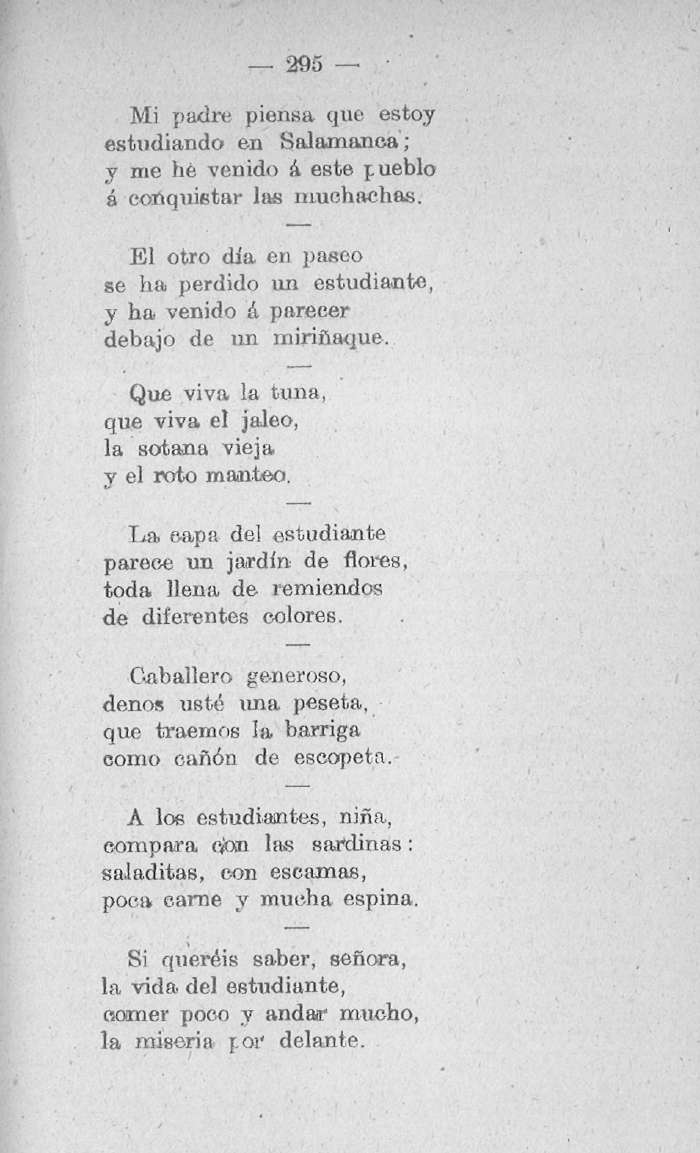 — 295 —
Mi padre piensa que estoy
estudiando en Salamanca;
y me he venido á este pueblo
á conquistar las muchachas.
—
El otro día en paseo
se ha perdido un estudiante,
y ha venido á parecer
debajo de un miriñaque.
—
Que viva la tuna,
que viva el jaleo,
la sotana vieja
y el roto manteo.
—
La capa del estudiante
parece un jardín de flores,
toda llena de remiendos
de diferentes colores.
—
Caballero generoso,
denos usté una peseta,
que traemos la barriga
como cañón de escopeta.
—
A los estudiantes, niña,
compara con las sardinas:
saladitas, con escamas,
poca carne y mucha espina.
—
Si queréis saber, señora,
la vida del estudiante,
comer poco y andar mucho,
la miseria por delante.